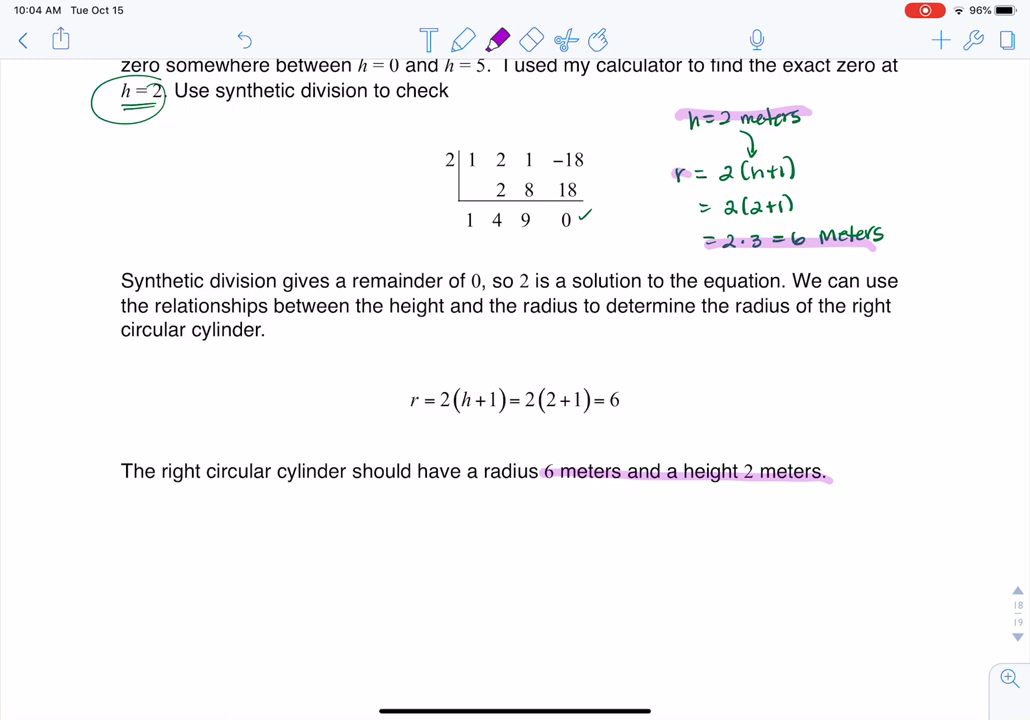 10:04 AM Tue Oct 15
96%
zero somewhere between h = 0 and h = 5. I used my calculator to find the exact zero at
h = 2. Use synthetic division to check
h=2 meters
2 1 2 1 −18
2 8 18
1 4 9 0 ✓
r = 2(h+1)
= 2(2+1)
= 2·3 = 6 meters
Synthetic division gives a remainder of 0, so 2 is a solution to the equation. We can use
the relationships between the height and the radius to determine the radius of the right
circular cylinder.
r = 2(h+1) = 2(2+1) = 6
The right circular cylinder should have a radius 6 meters and a height 2 meters.
18
19